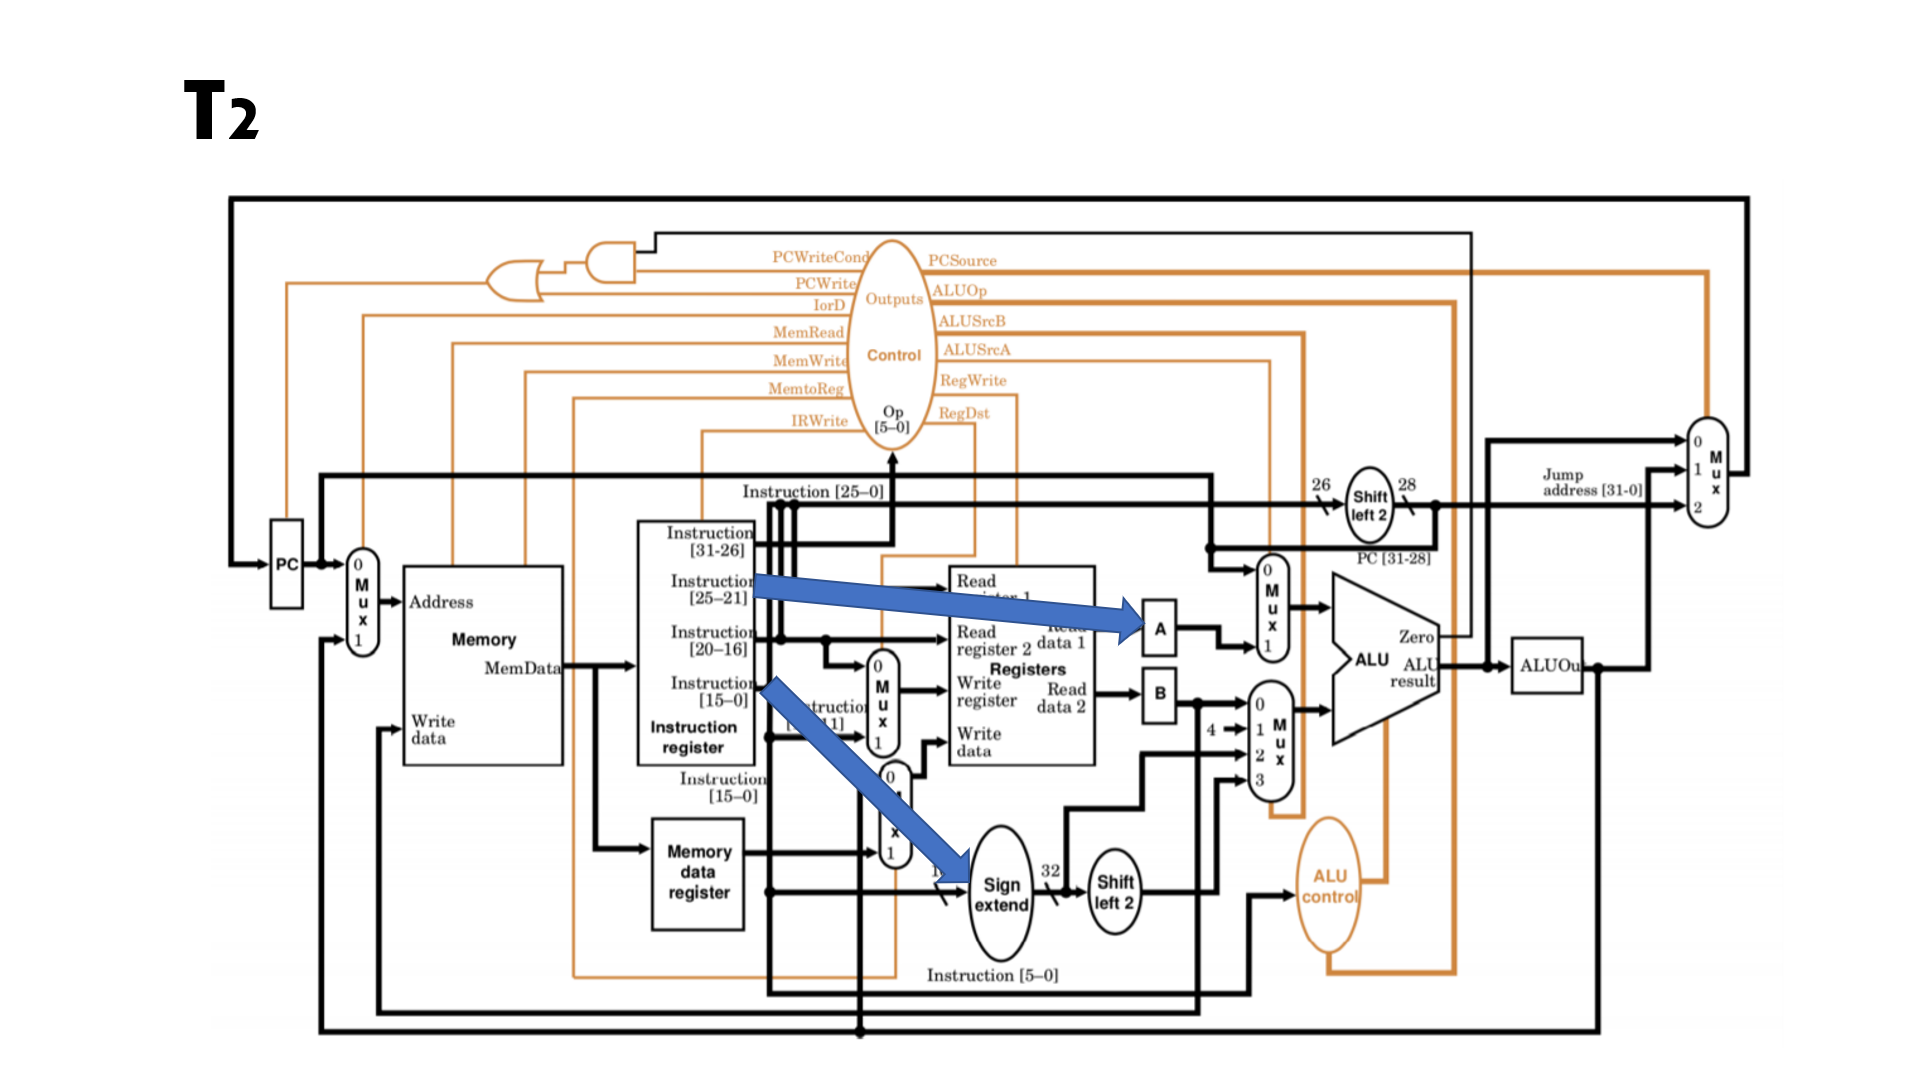 T2
PCWriteCond
PCSource
PCWrite
Outputs
ALUOp
IorD
ALUSrcB
MemRead
Control
ALUSrcA
MemWrite
RegWrite
MemtoReg
Op
[5–0]
RegDst
IRWrite
Instruction [25–0]
26
Shift
left 2
28
Jump
address [31-0]
0
1
2
M
u
x
PC [31-28]
PC
0
M
u
x
1
Address
Memory
MemData
Write
data
Instruction
[31-26]
Instruction
[25–21]
Instruction
[20–16]
Instruction
[15–0]
Instruction
register
Instruction
[15–0]
Memory
data
register
0
M
u
x
1
0
x
1
Read
Read
register 2
Write
register
Write
data
Registers
data 1
Read
data 2
A
B
0
M
u
x
1
4
0
1
2
3
M
u
x
Zero
ALU
ALU
result
ALUOu
Sign
extend
32
Shift
left 2
ALU
control
Instruction [5–0]